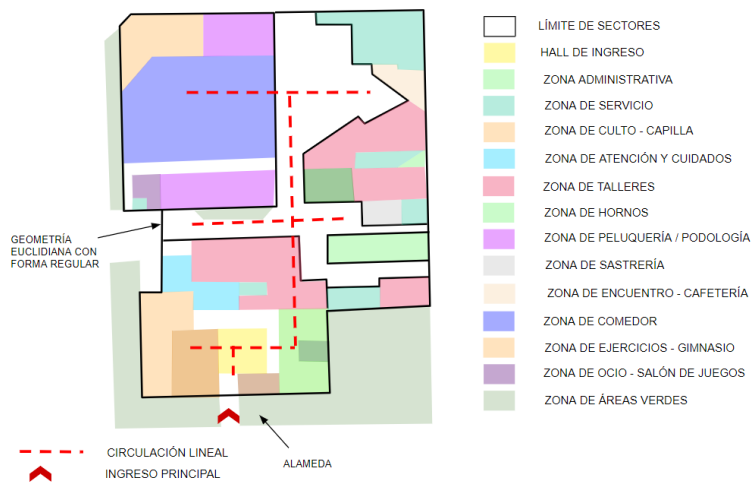 LÍMITE DE SECTORES
HALL DE INGRESO
ZONA ADMINISTRATIVA
ZONA DE SERVICIO
ZONA DE CULTO - CAPILLA
ZONA DE ATENCIÓN Y CUIDADOS
ZONA DE TALLERES
ZONA DE HORNOS
ZONA DE PELUQUERÍA / PODOLOGÍA
ZONA DE SASTRERÍA
ZONA DE ENCUENTRO - CAFETERÍA
ZONA DE COMEDOR
ZONA DE EJERCICIOS - GIMNASIO
ZONA DE OCIO - SALÓN DE JUEGOS
ZONA DE ÁREAS VERDES
GEOMETRÍA
EUCLIDIANA CON
FORMA REGULAR
CIRCULACIÓN LINEAL
INGRESO PRINCIPAL
ALAMEDA